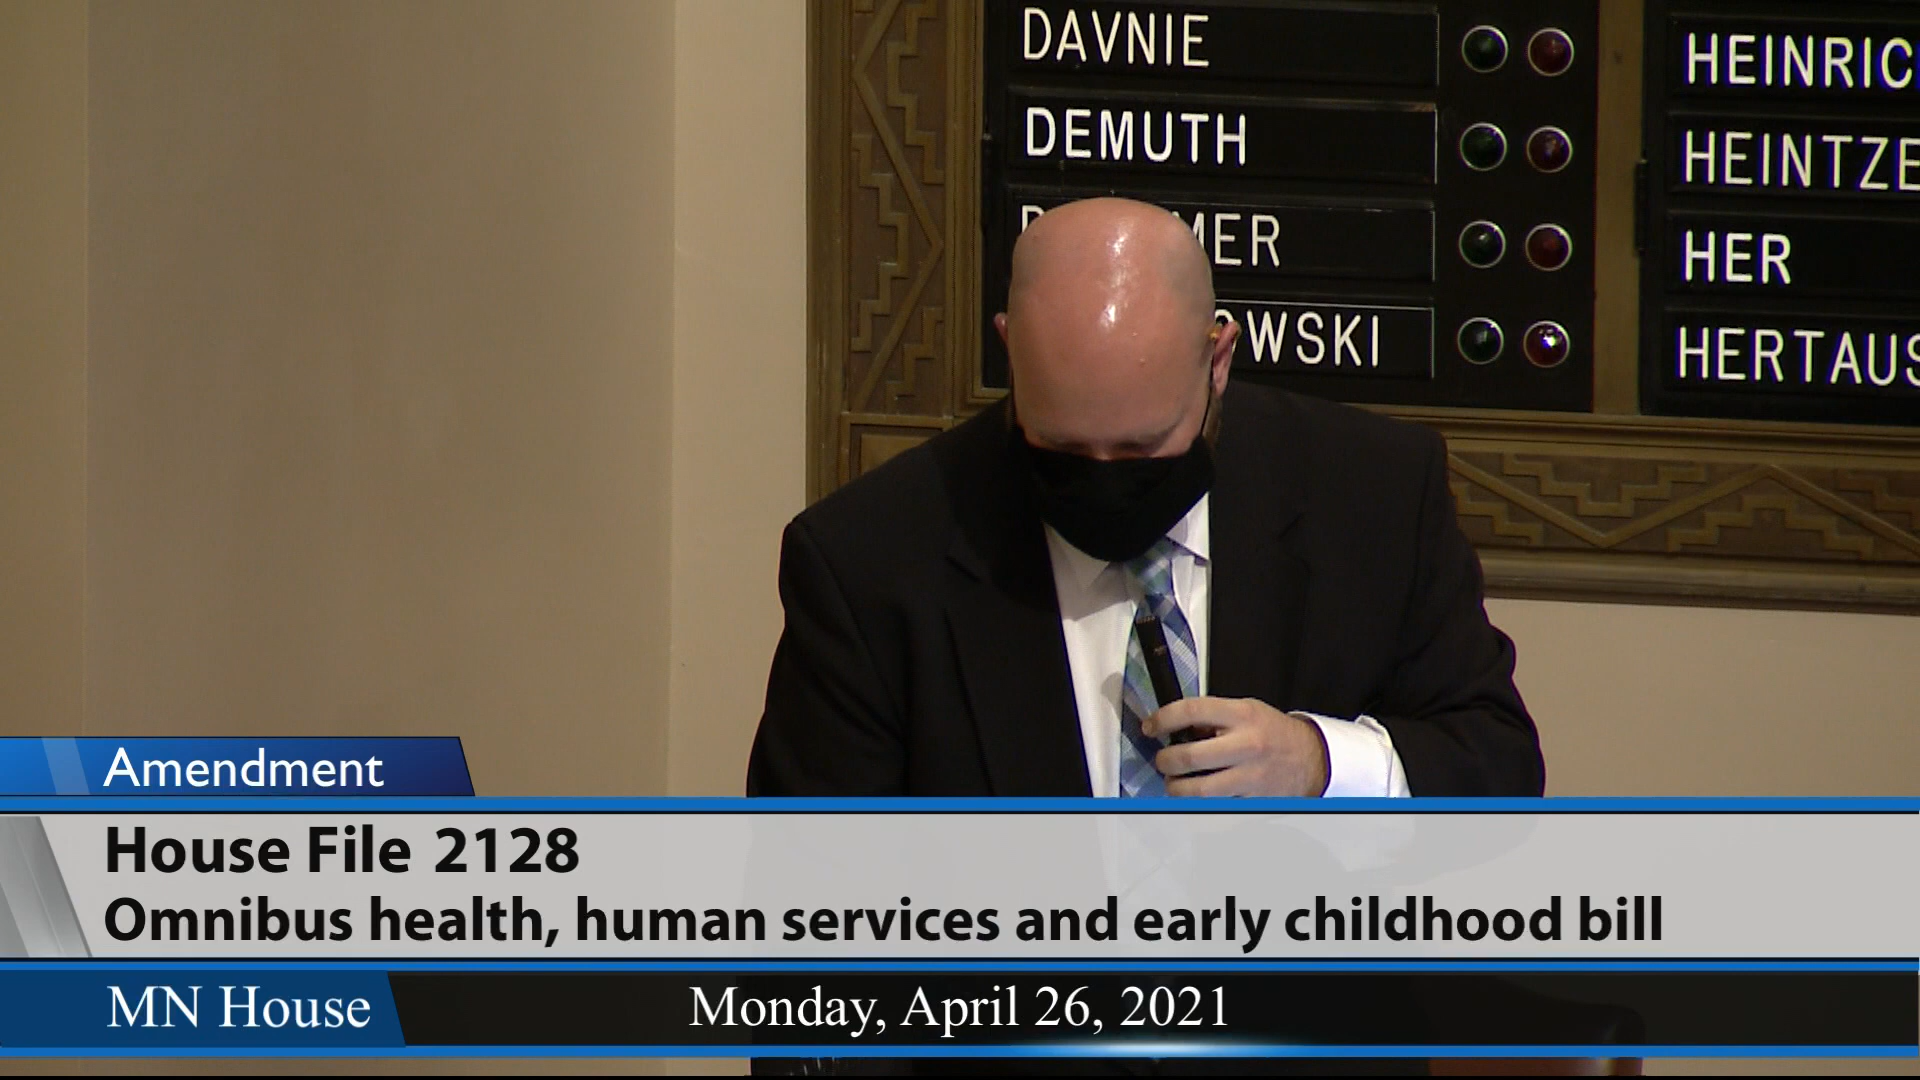 DAVNIE
DEMUTH
HEINRIC
HEINTZE
HER
HERTAUS
Amendment
House File 2128
Omnibus health, human services and early childhood bill
MN House
Monday, April 26, 2021